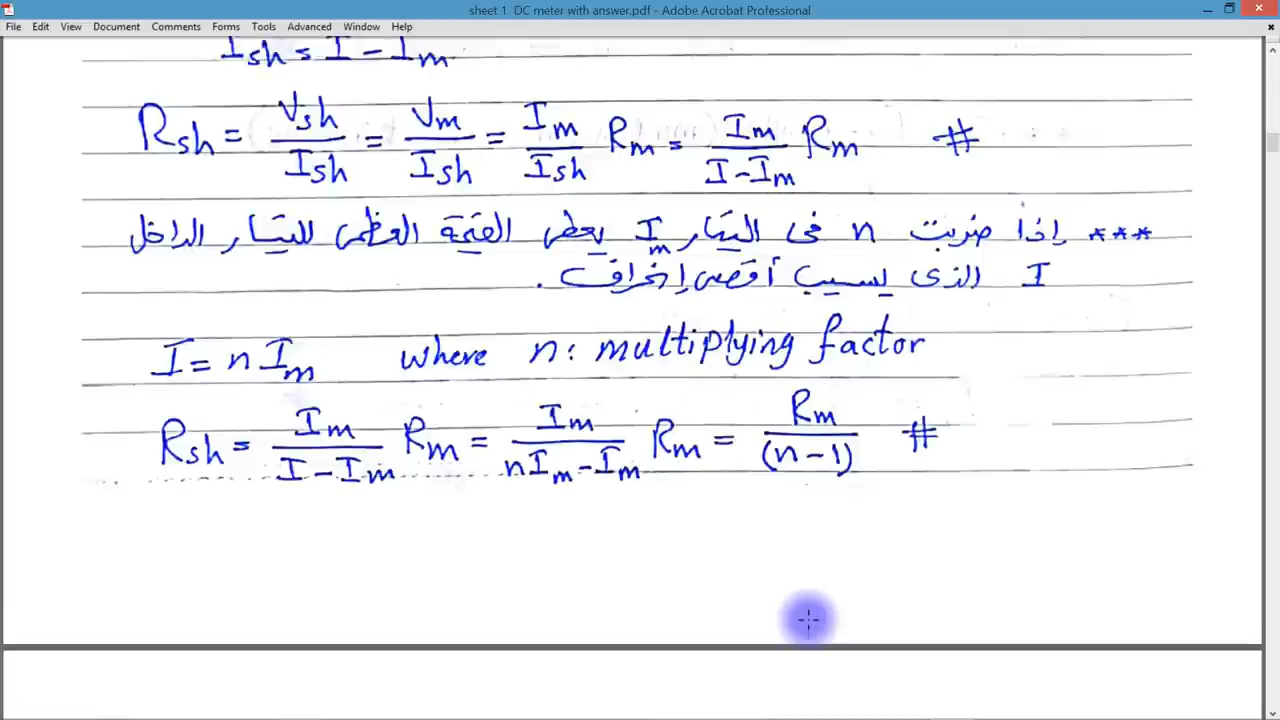 sheet 1 DC meter with answer.pdf - Adobe Acrobat Professional
File Edit View Document Comments Forms Tools Advanced Window Help
Ish = I - Im
Rsh = Vsh/Ish = Vm/Ish = Im/Ish Rm = Im/(I-Im) Rm #
*** إذا ضربت n فى التيار Im يعطى القيمة العظمى للتيار الداخل
I الذى يسبب أقصى إنحراف .
I = n Im where n: multiplying factor
Rsh = Im/(I-Im) Rm = Im/(nIm-Im) Rm = Rm/(n-1) #